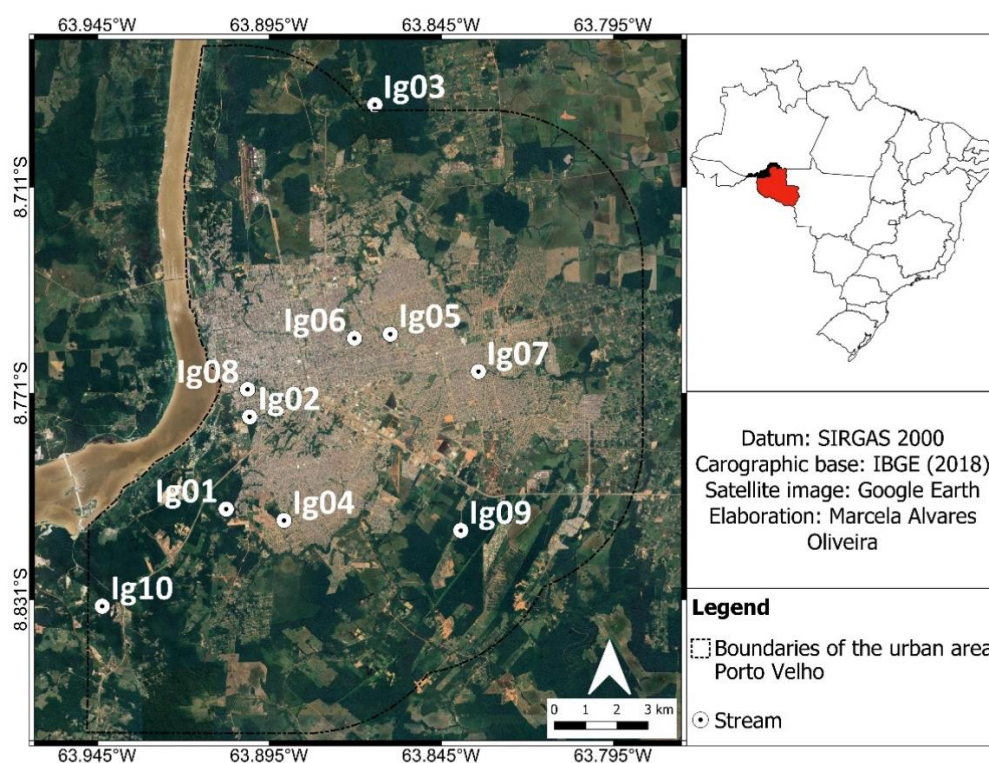 63.945°W 63.895°W 63.845°W 63.795°W
8.711°S
8.771°S
8.831°S
Ig03
Ig06
Ig05
Ig07
Ig08
Ig02
Ig01
Ig04
Ig09
Ig10
0 1 2 3 km
63.945°W 63.895°W 63.845°W 63.795°W
Datum: SIRGAS 2000
Carographic base: IBGE (2018)
Satellite image: Google Earth
Elaboration: Marcela Alvares
Oliveira
Legend
Boundaries of the urban area
Porto Velho
Stream